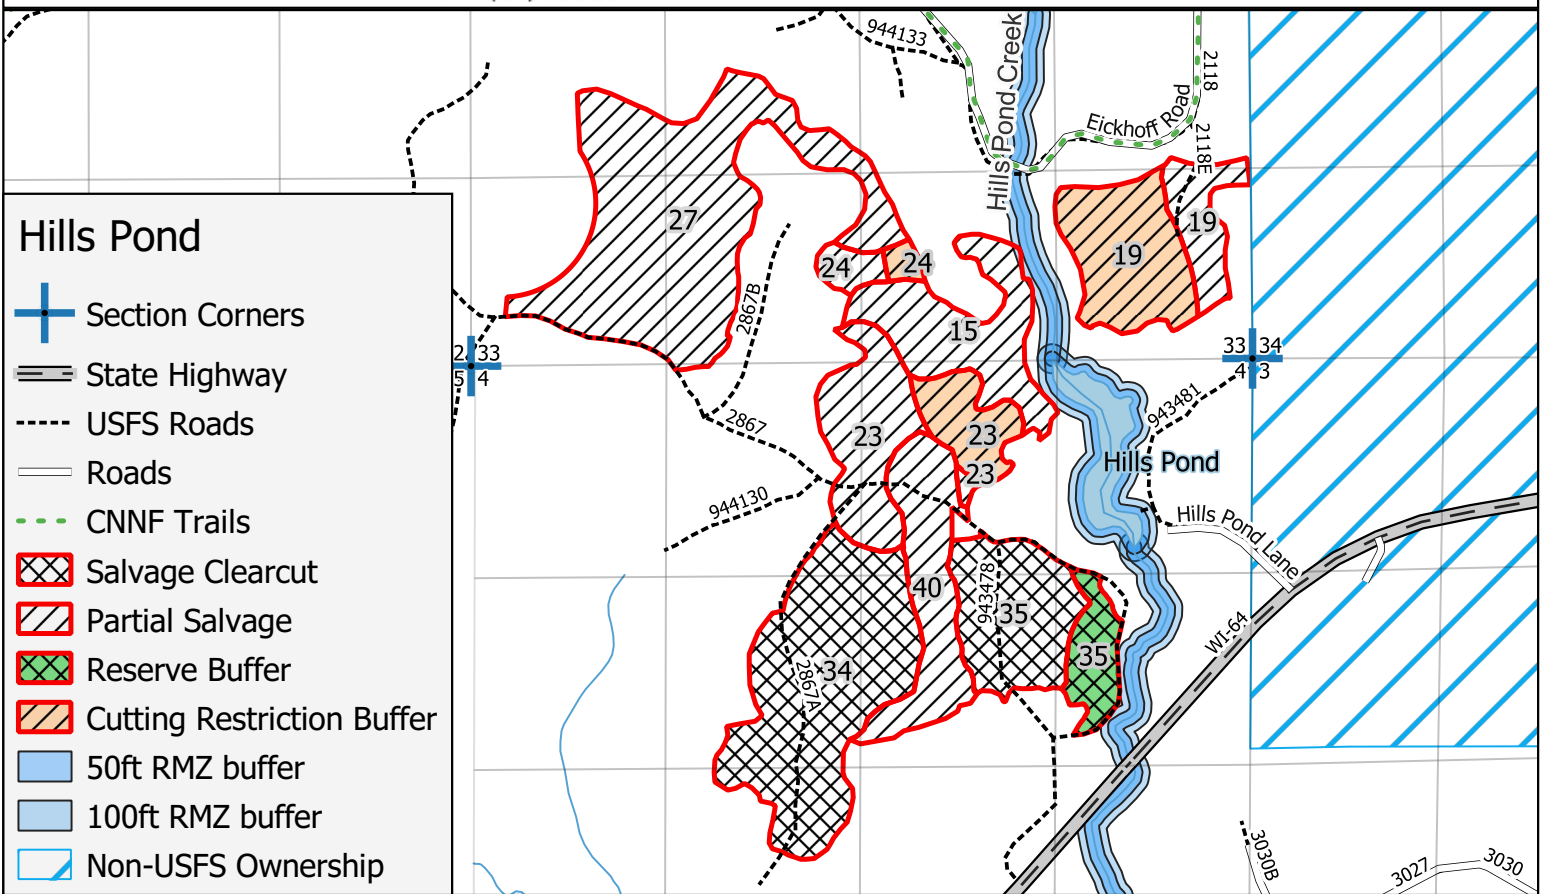 944133
Hills Pond Creek
2118
Eickhoff Road
2118E
27
19
19
24
24
2867B
15
33 34
4 3
33
5 4
943481
2867
23
23
23
Hills Pond
944130
Hills Pond Lane
40
943478
35
35
34
2867A
WI-64
3030B
3027
3030
Hills Pond
Section Corners
State Highway
USFS Roads
Roads
CNNF Trails
Salvage Clearcut
Partial Salvage
Reserve Buffer
Cutting Restriction Buffer
50ft RMZ buffer
100ft RMZ buffer
Non-USFS Ownership